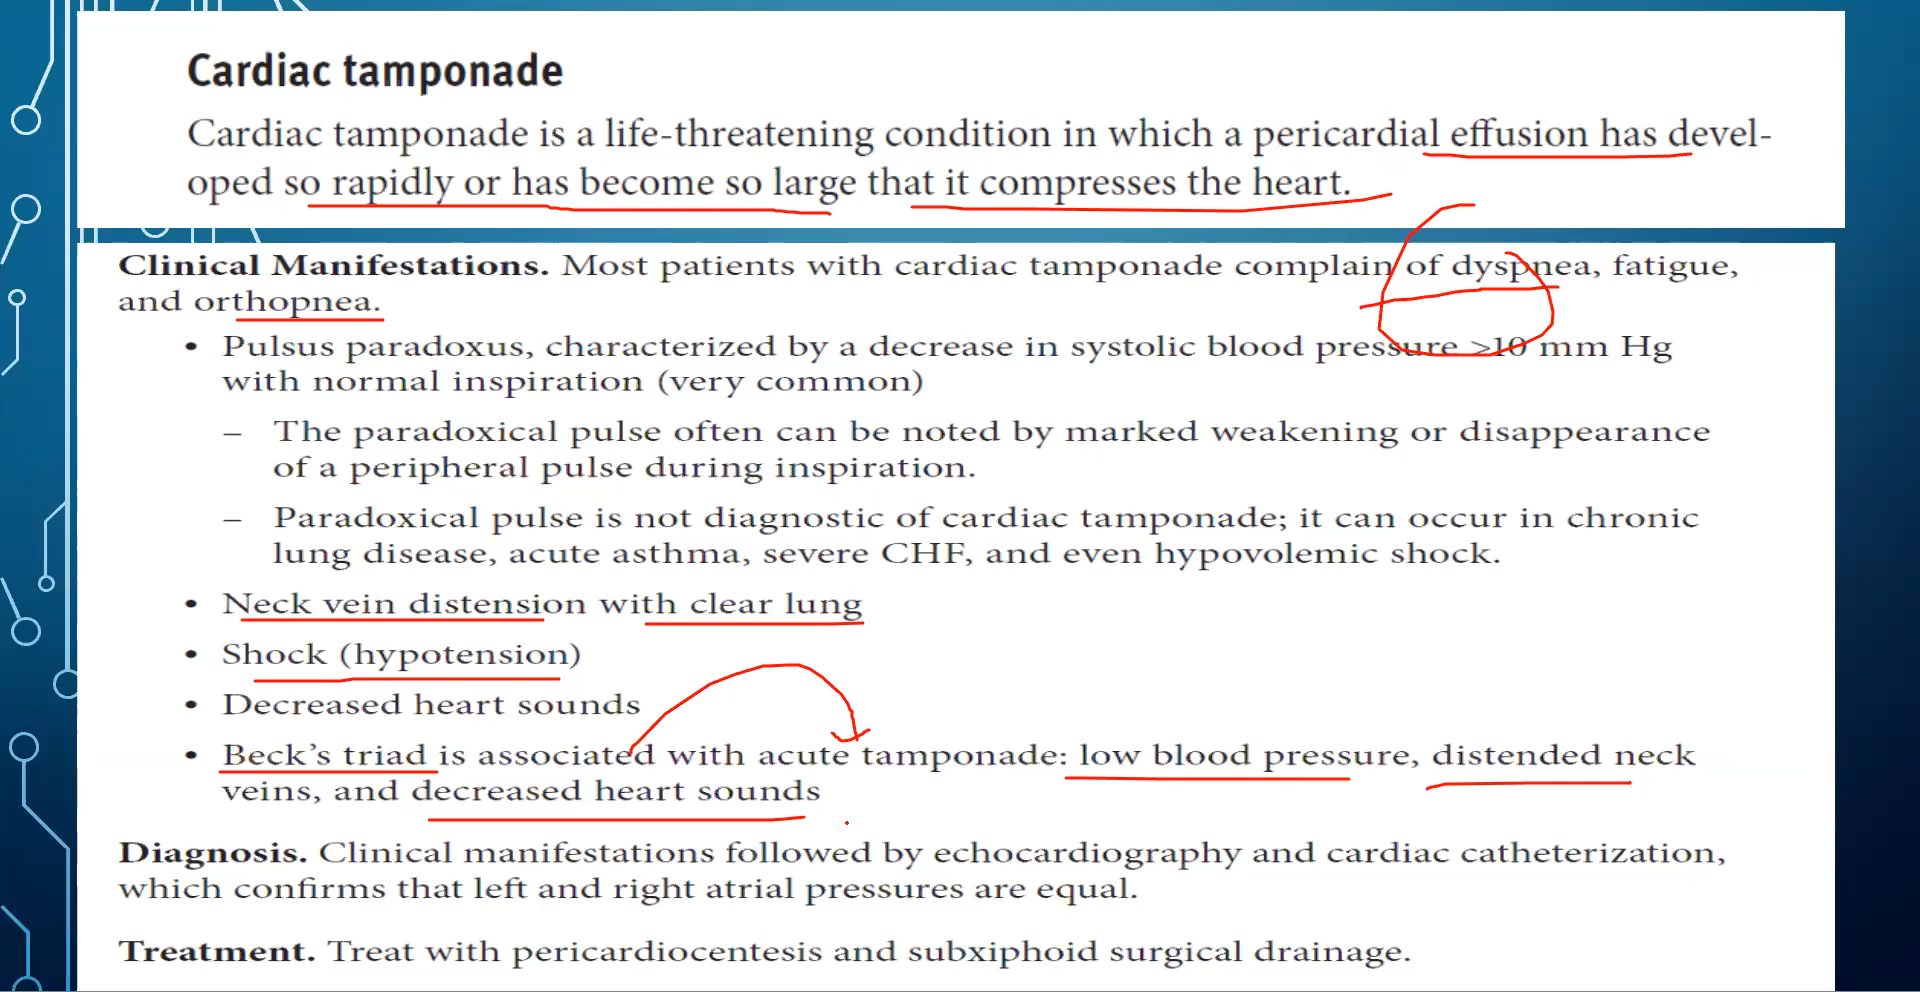 Cardiac tamponade
Cardiac tamponade is a life-threatening condition in which a pericardial effusion has devel-
oped so rapidly or has become so large that it compresses the heart.
Clinical Manifestations. Most patients with cardiac tamponade complain of dyspnea, fatigue,
and orthopnea.
• Pulsus paradoxus, characterized by a decrease in systolic blood pressure >10 mm Hg
with normal inspiration (very common)
– The paradoxical pulse often can be noted by marked weakening or disappearance
of a peripheral pulse during inspiration.
– Paradoxical pulse is not diagnostic of cardiac tamponade; it can occur in chronic
lung disease, acute asthma, severe CHF, and even hypovolemic shock.
• Neck vein distension with clear lung
• Shock (hypotension)
• Decreased heart sounds
• Beck’s triad is associated with acute tamponade: low blood pressure, distended neck
veins, and decreased heart sounds
Diagnosis. Clinical manifestations followed by echocardiography and cardiac catheterization,
which confirms that left and right atrial pressures are equal.
Treatment. Treat with pericardiocentesis and subxiphoid surgical drainage.